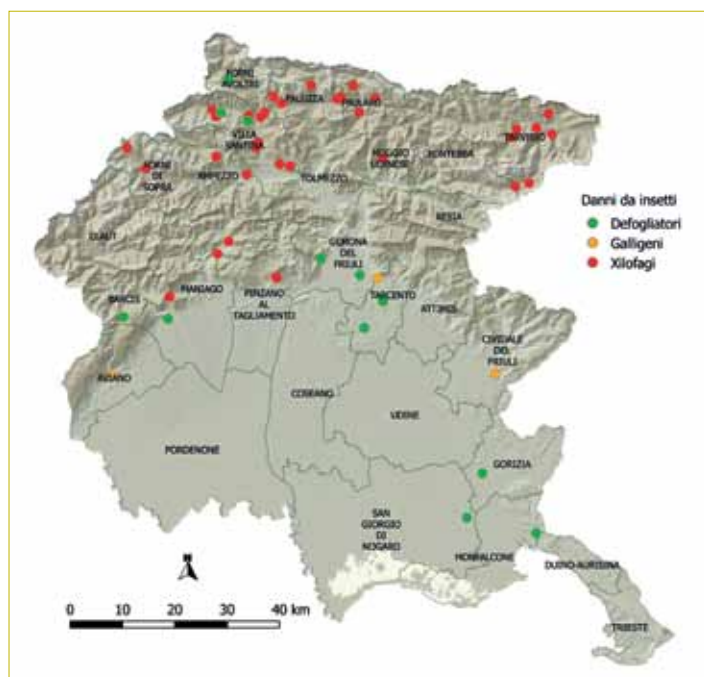 FORNI
AVOLTRI
PALUZZA
PAULARO
VILLA
SANTINA
TARVISIO
MOGGIO
UDINESE
PONTEBBA
FORNI
DI
SOPRA
AMPEZZO
TOLMEZZO
RESIA
CLAUT
GEMONA
DEL
FRIULI
BARCIS
MANIAGO
PINZANO
AL
TAGLIAMENTO
TARCENTO
ATTIMIS
CIVIDALE
DEL
FRIULI
AVIANO
COSEANO
UDINE
PORDENONE
GORIZIA
SAN
GIORGIO
DI
NOGARO
MONFALCONE
DUINO-AURISINA
TRIESTE
Danni da insetti
Defogliatori
Galligeni
Xilofagi
0 10 20 30 40 km